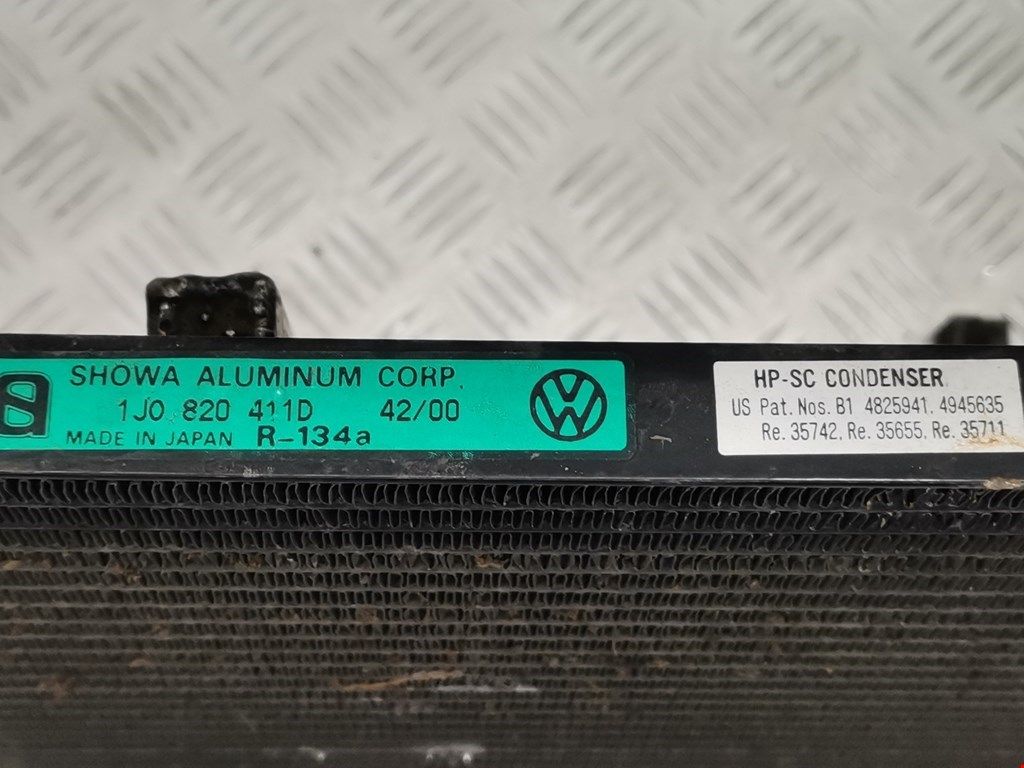 SHOWA ALUMINUM CORP.
1J0 820 411D 42/00
MADE IN JAPAN R-134a
HP-SC CONDENSER
US Pat. Nos. B1 4825941. 4945635
Re. 35742, Re. 35655, Re. 35711